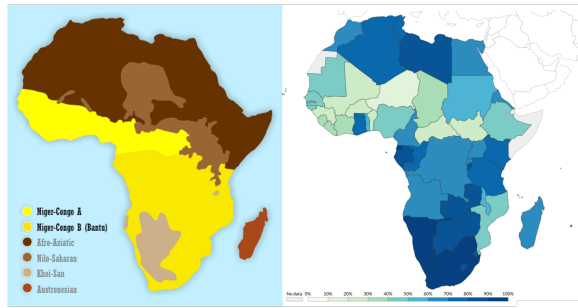 Niger-Congo A
Niger-Congo B (Bantu)
Afro-Asiatic
Nilo-Saharan
Khoi-San
Austronesian
No data 0% 10% 20% 30% 40% 50% 60% 70% 80% 90% 100%